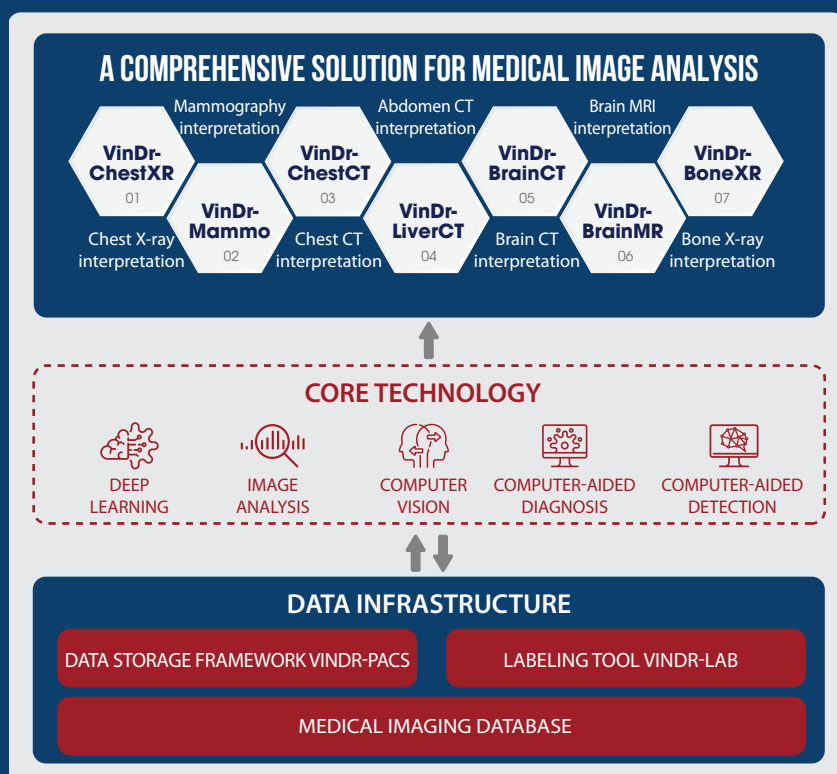 A COMPREHENSIVE SOLUTION FOR MEDICAL IMAGE ANALYSIS
Mammography
interpretation
Abdomen CT
interpretation
Brain MRI
interpretation
VinDr-
ChestXR
01
VinDr-
Mammo
02
VinDr-
ChestCT
03
VinDr-
LiverCT
04
VinDr-
BrainCT
05
VinDr-
BrainMR
06
VinDr-
BoneXR
07
Chest X-ray
interpretation
Chest CT
interpretation
Brain CT
interpretation
Bone X-ray
interpretation
CORE TECHNOLOGY
DEEP
LEARNING
IMAGE
ANALYSIS
COMPUTER
VISION
COMPUTER-AIDED
DIAGNOSIS
COMPUTER-AIDED
DETECTION
DATA INFRASTRUCTURE
DATA STORAGE FRAMEWORK VINDR-PACS
LABELING TOOL VINDR-LAB
MEDICAL IMAGING DATABASE